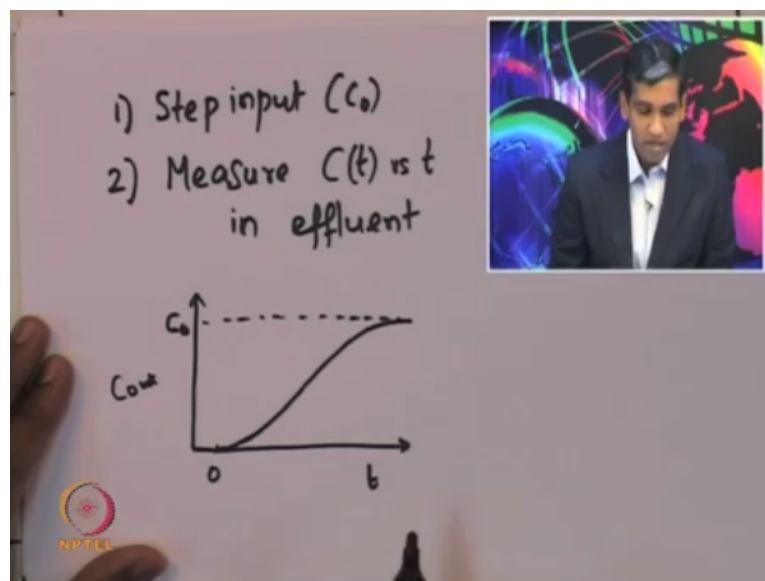 1) Step input (C₀)
2) Measure C(t) vs t
in effluent
C₀
Cout
0
t
NPTEL